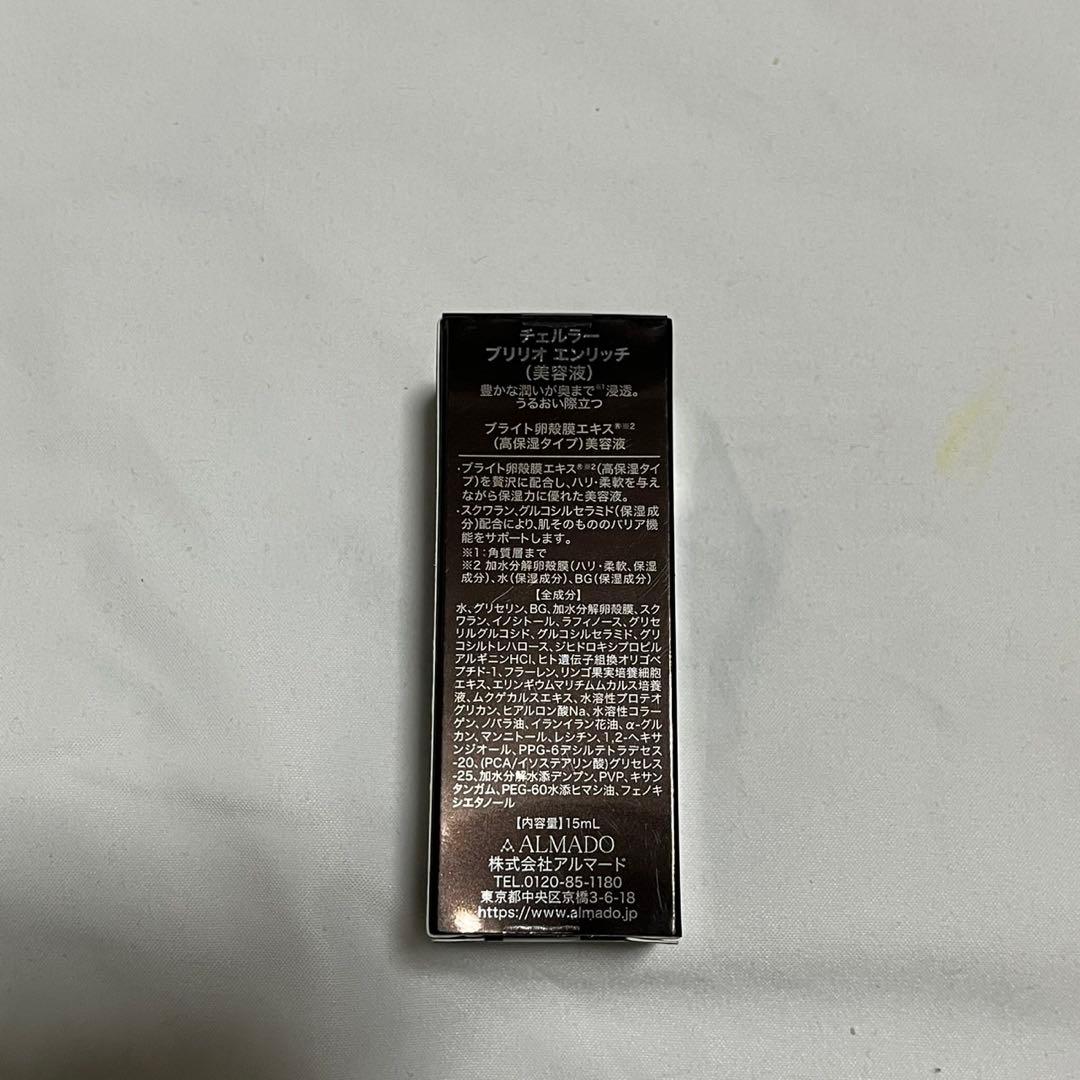 チェルラー
ブリリオ エンリッチ
(美容液)
豊かな潤いが奥まで※1浸透。
うるおい際立つ
ブライト卵殻膜エキス®※2
(高保湿タイプ)美容液
・ブライト卵殻膜エキス®※2(高保湿タイ
プ)を贅沢に配合し、ハリ・柔軟を与え
ながら保湿力に優れた美容液。
・スクワラン、グルコシルセラミド(保湿成
分)配合により、肌そのもののバリア機
能をサポートします。
※1:角質層まで
※2 加水分解卵殻膜(ハリ・柔軟、保湿
成分)、水(保湿成分)、BG(保湿成分)
【全成分】
水、グリセリン、BG、加水分解卵殻膜、スク
ワラン、イノシトール、ラフィノース、グリセ
リルグルコシド、グルコシルセラミド、グリ
コシルトレハロース、ジヒドロキシプロピル
アルギニンHCl、ヒト遺伝子組換オリゴペ
プチド-1、フラーレン、リンゴ果実培養細胞
エキス、エリンギウムマリチムムカルス培養
液、ムクゲカルスエキス、水溶性プロテオ
グリカン、ヒアルロン酸Na、水溶性コラー
ゲン、ノバラ油、イランイラン花油、α-グル
カン、マンニトール、レシチン、1,2-ヘキサ
ンジオール、PPG-6デシルテトラデセス
-20、(PCA/イソステアリン酸)グリセレス
-25、加水分解水添デンプン、PVP、キサン
タンガム、PEG-60水添ヒマシ油、フェノキ
シエタノール
【内容量】15mL
ALMADO
株式会社アルマード
TEL.0120-85-1180
東京都中央区京橋3-6-18
https://www.almado.jp